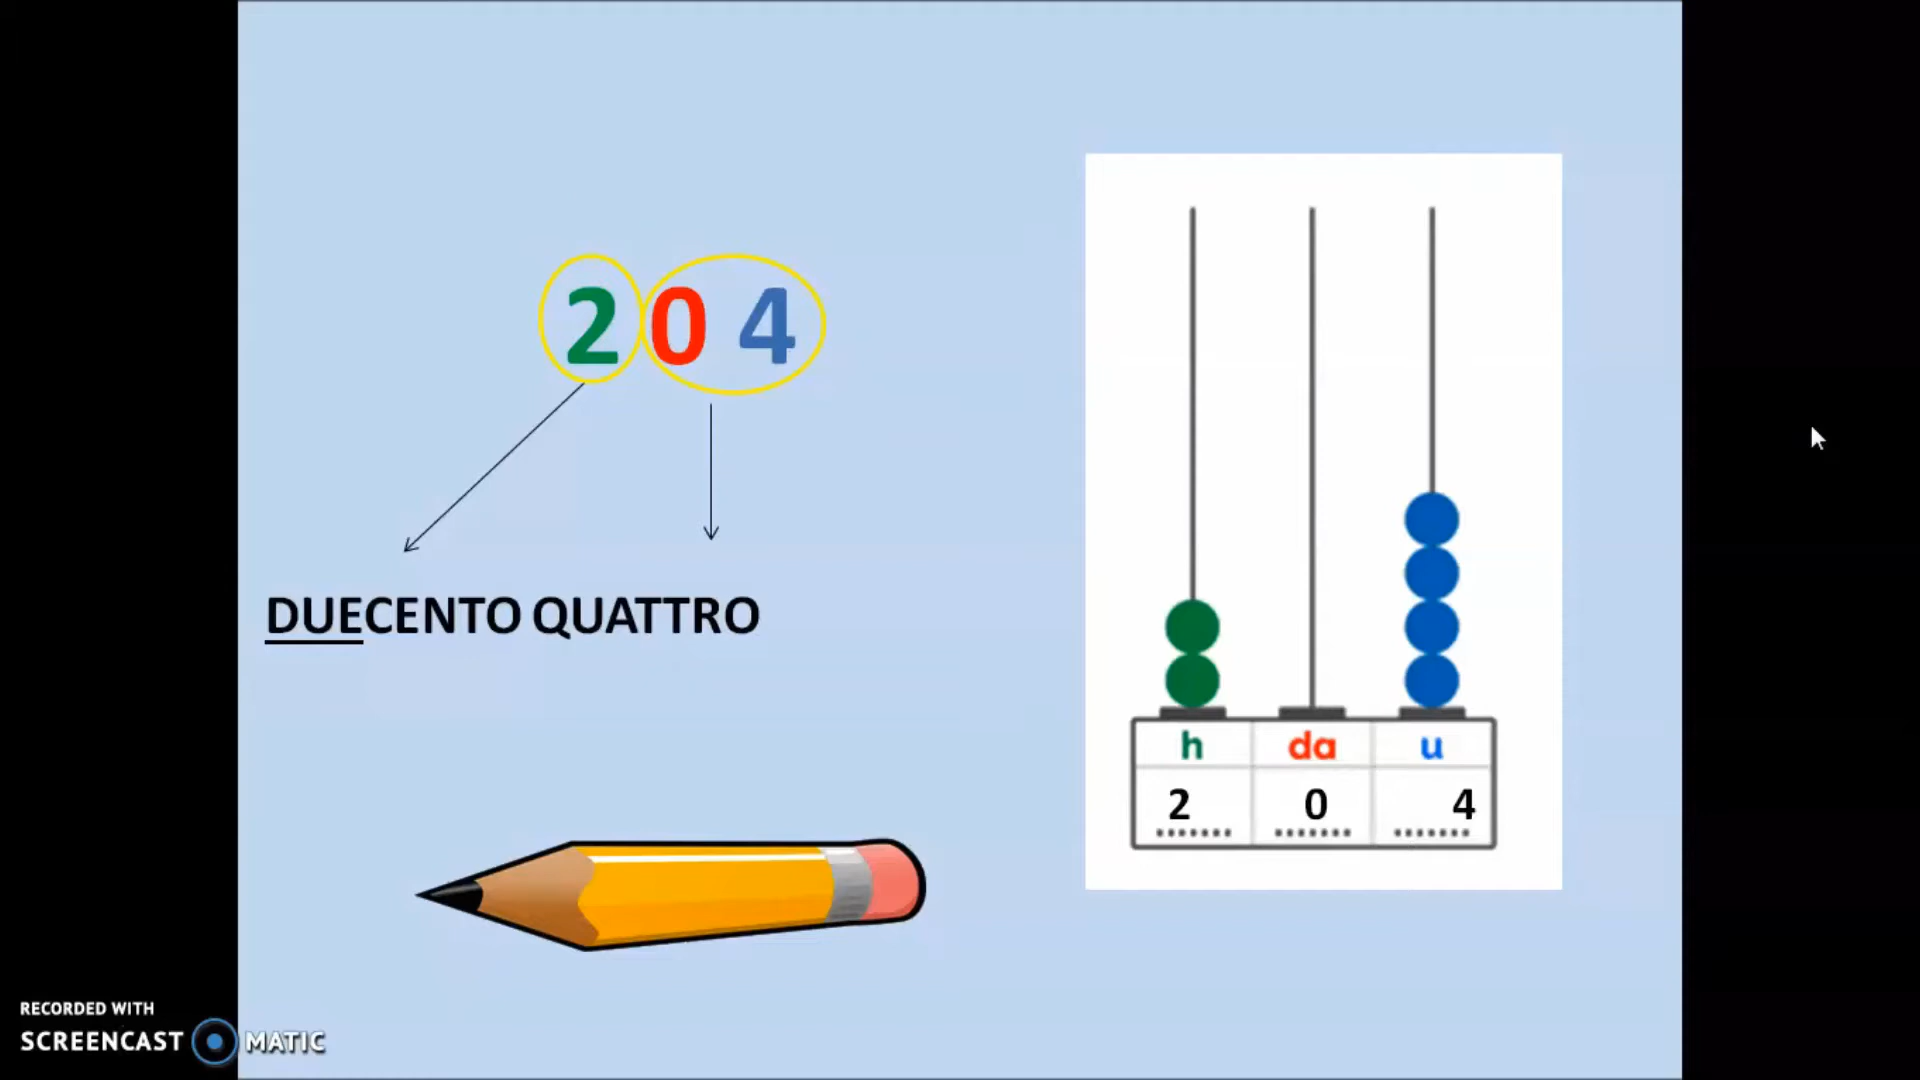 2 0 4
DUECENTO QUATTRO
h da u
2 0 4
RECORDED WITH
SCREENCAST MATIC